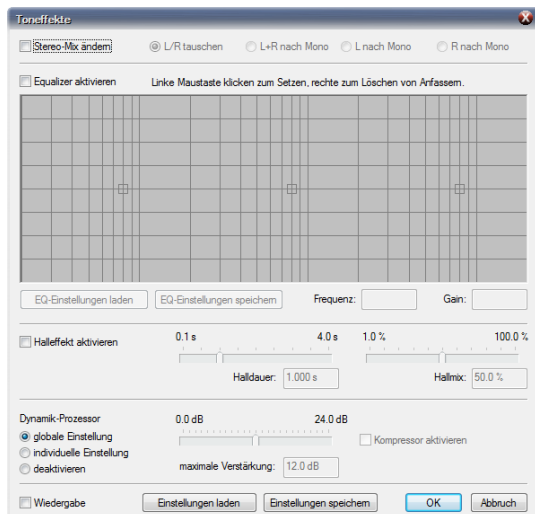 Toneffekte
Stereo-Mix ändern L/R tauschen L+R nach Mono L nach Mono R nach Mono
Equalizer aktivieren Linke Maustaste klicken zum Setzen, rechte zum Löschen von Anfassern.
EQ-Einstellungen laden EQ-Einstellungen speichern Frequenz: Gain:
0.1 s 4.0 s 1.0 % 100.0 %
Halleffekt aktivieren
Halldauer: 1.000 s Hallmix: 50.0 %
Dynamik-Prozessor 0.0 dB 24.0 dB
globale Einstellung Kompressor aktivieren
individuelle Einstellung
deaktivieren maximale Verstärkung: 12.0 dB
Wiedergabe Einstellungen laden Einstellungen speichern OK Abbruch